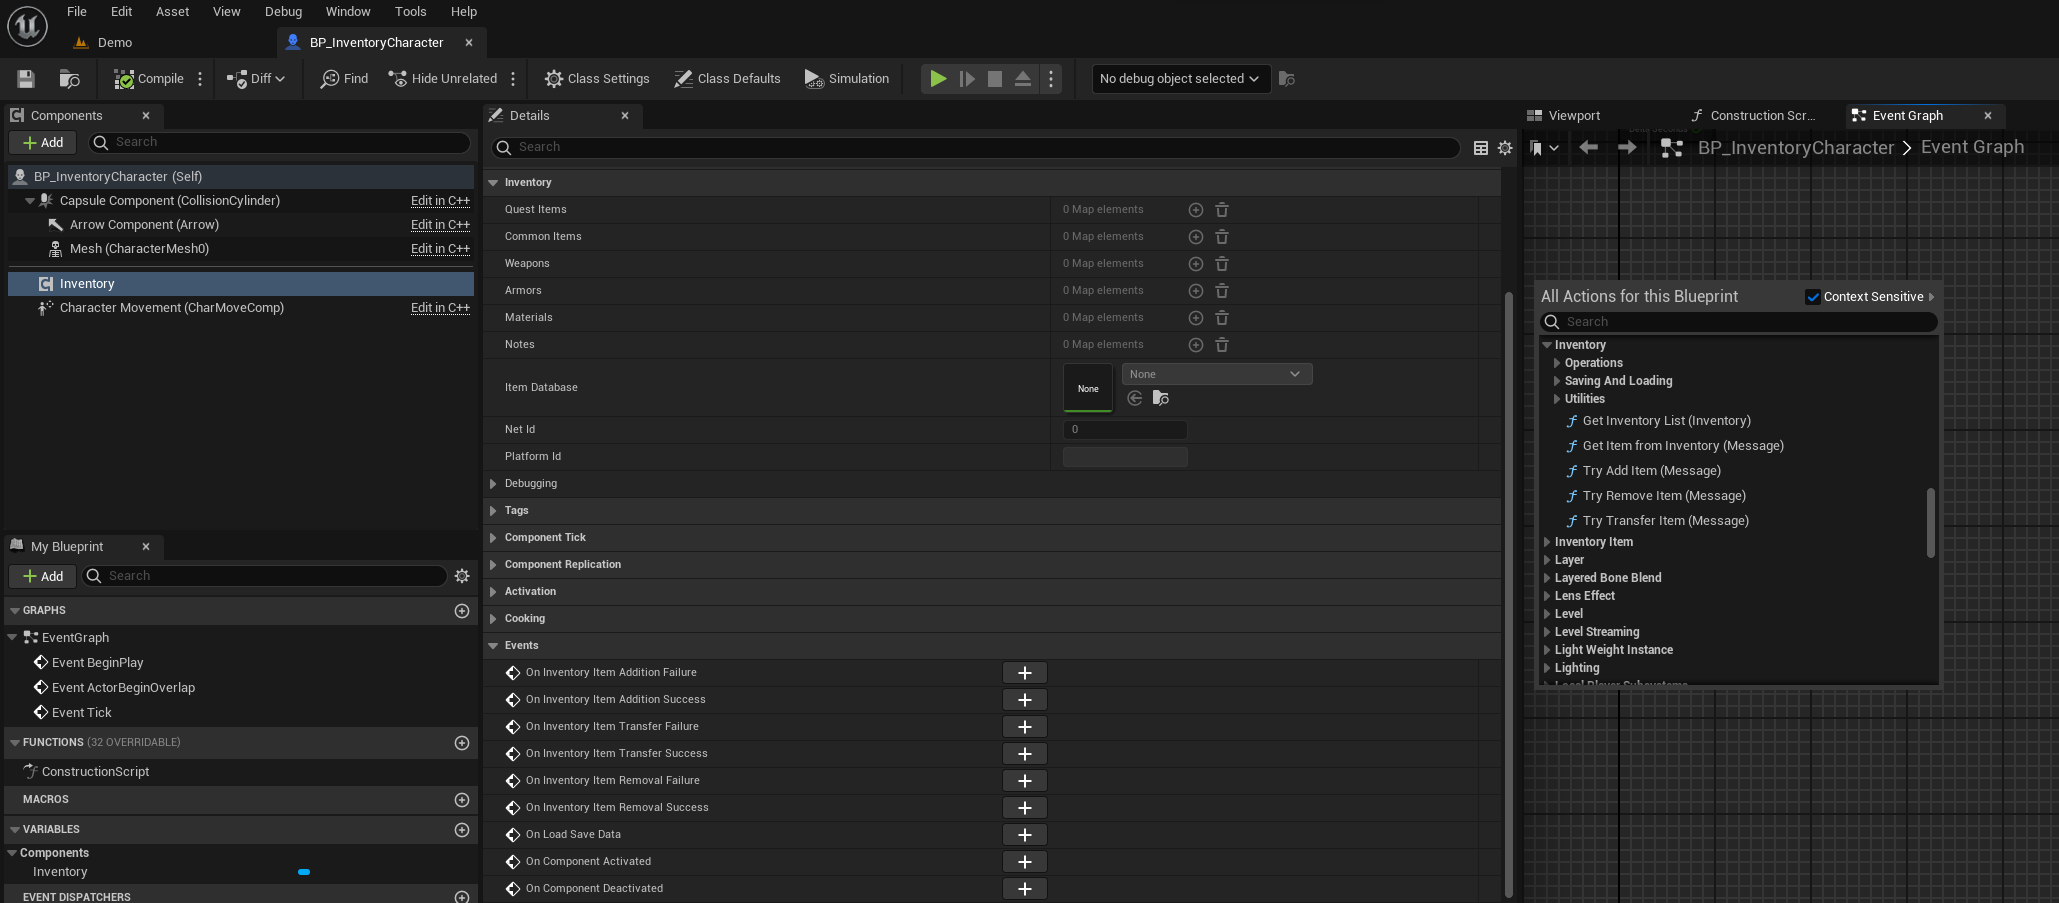 File Edit Asset View Debug Window Tools Help
Demo
BP_InventoryCharacter
Compile
Diff
Find
Hide Unrelated
Class Settings
Class Defaults
Simulation
No debug object selected
Components
Add
Search
BP_InventoryCharacter (Self)
Capsule Component (CollisionCylinder) Edit in C++
Arrow Component (Arrow) Edit in C++
Mesh (CharacterMesh0) Edit in C++
Inventory
Character Movement (CharMoveComp) Edit in C++
My Blueprint
Add
Search
GRAPHS
EventGraph
Event BeginPlay
Event ActorBeginOverlap
Event Tick
FUNCTIONS (32 OVERRIDABLE)
ConstructionScript
MACROS
VARIABLES
Components
Inventory
EVENT DISPATCHERS
Details
Search
Inventory
Quest Items 0 Map elements
Common Items 0 Map elements
Weapons 0 Map elements
Armors 0 Map elements
Materials 0 Map elements
Notes 0 Map elements
Item Database None None
Net Id 0
Platform Id
Debugging
Tags
Component Tick
Component Replication
Activation
Cooking
Events
On Inventory Item Addition Failure
On Inventory Item Addition Success
On Inventory Item Transfer Failure
On Inventory Item Transfer Success
On Inventory Item Removal Failure
On Inventory Item Removal Success
On Load Save Data
On Component Activated
On Component Deactivated
Viewport
Construction Scr...
Event Graph
BP_InventoryCharacter > Event Graph
All Actions for this Blueprint Context Sensitive
Search
Inventory
Operations
Saving And Loading
Utilities
Get Inventory List (Inventory)
Get Item from Inventory (Message)
Try Add Item (Message)
Try Remove Item (Message)
Try Transfer Item (Message)
Inventory Item
Layer
Layered Bone Blend
Lens Effect
Level
Level Streaming
Light Weight Instance
Lighting
Local Player Subsystems